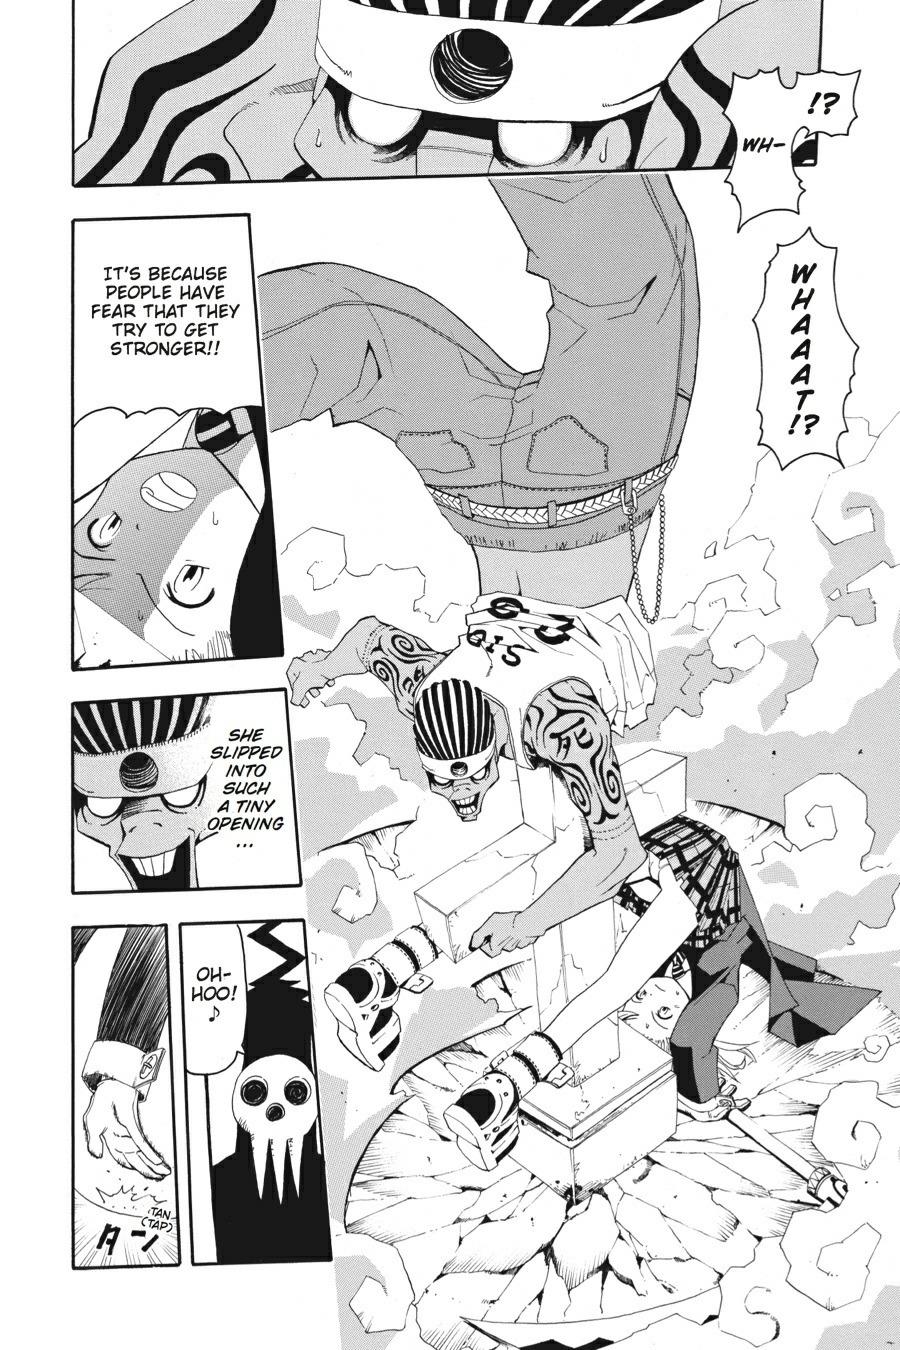 !?
WH-
WHAAAT!?
IT'S BECAUSE
PEOPLE HAVE
FEAR THAT THEY
TRY TO GET
STRONGER!!
SHE
SLIPPED
INTO
SUCH
A TINY
OPENING
...
OH-
HOO!
♪
TAN
(TAP)
タン
死